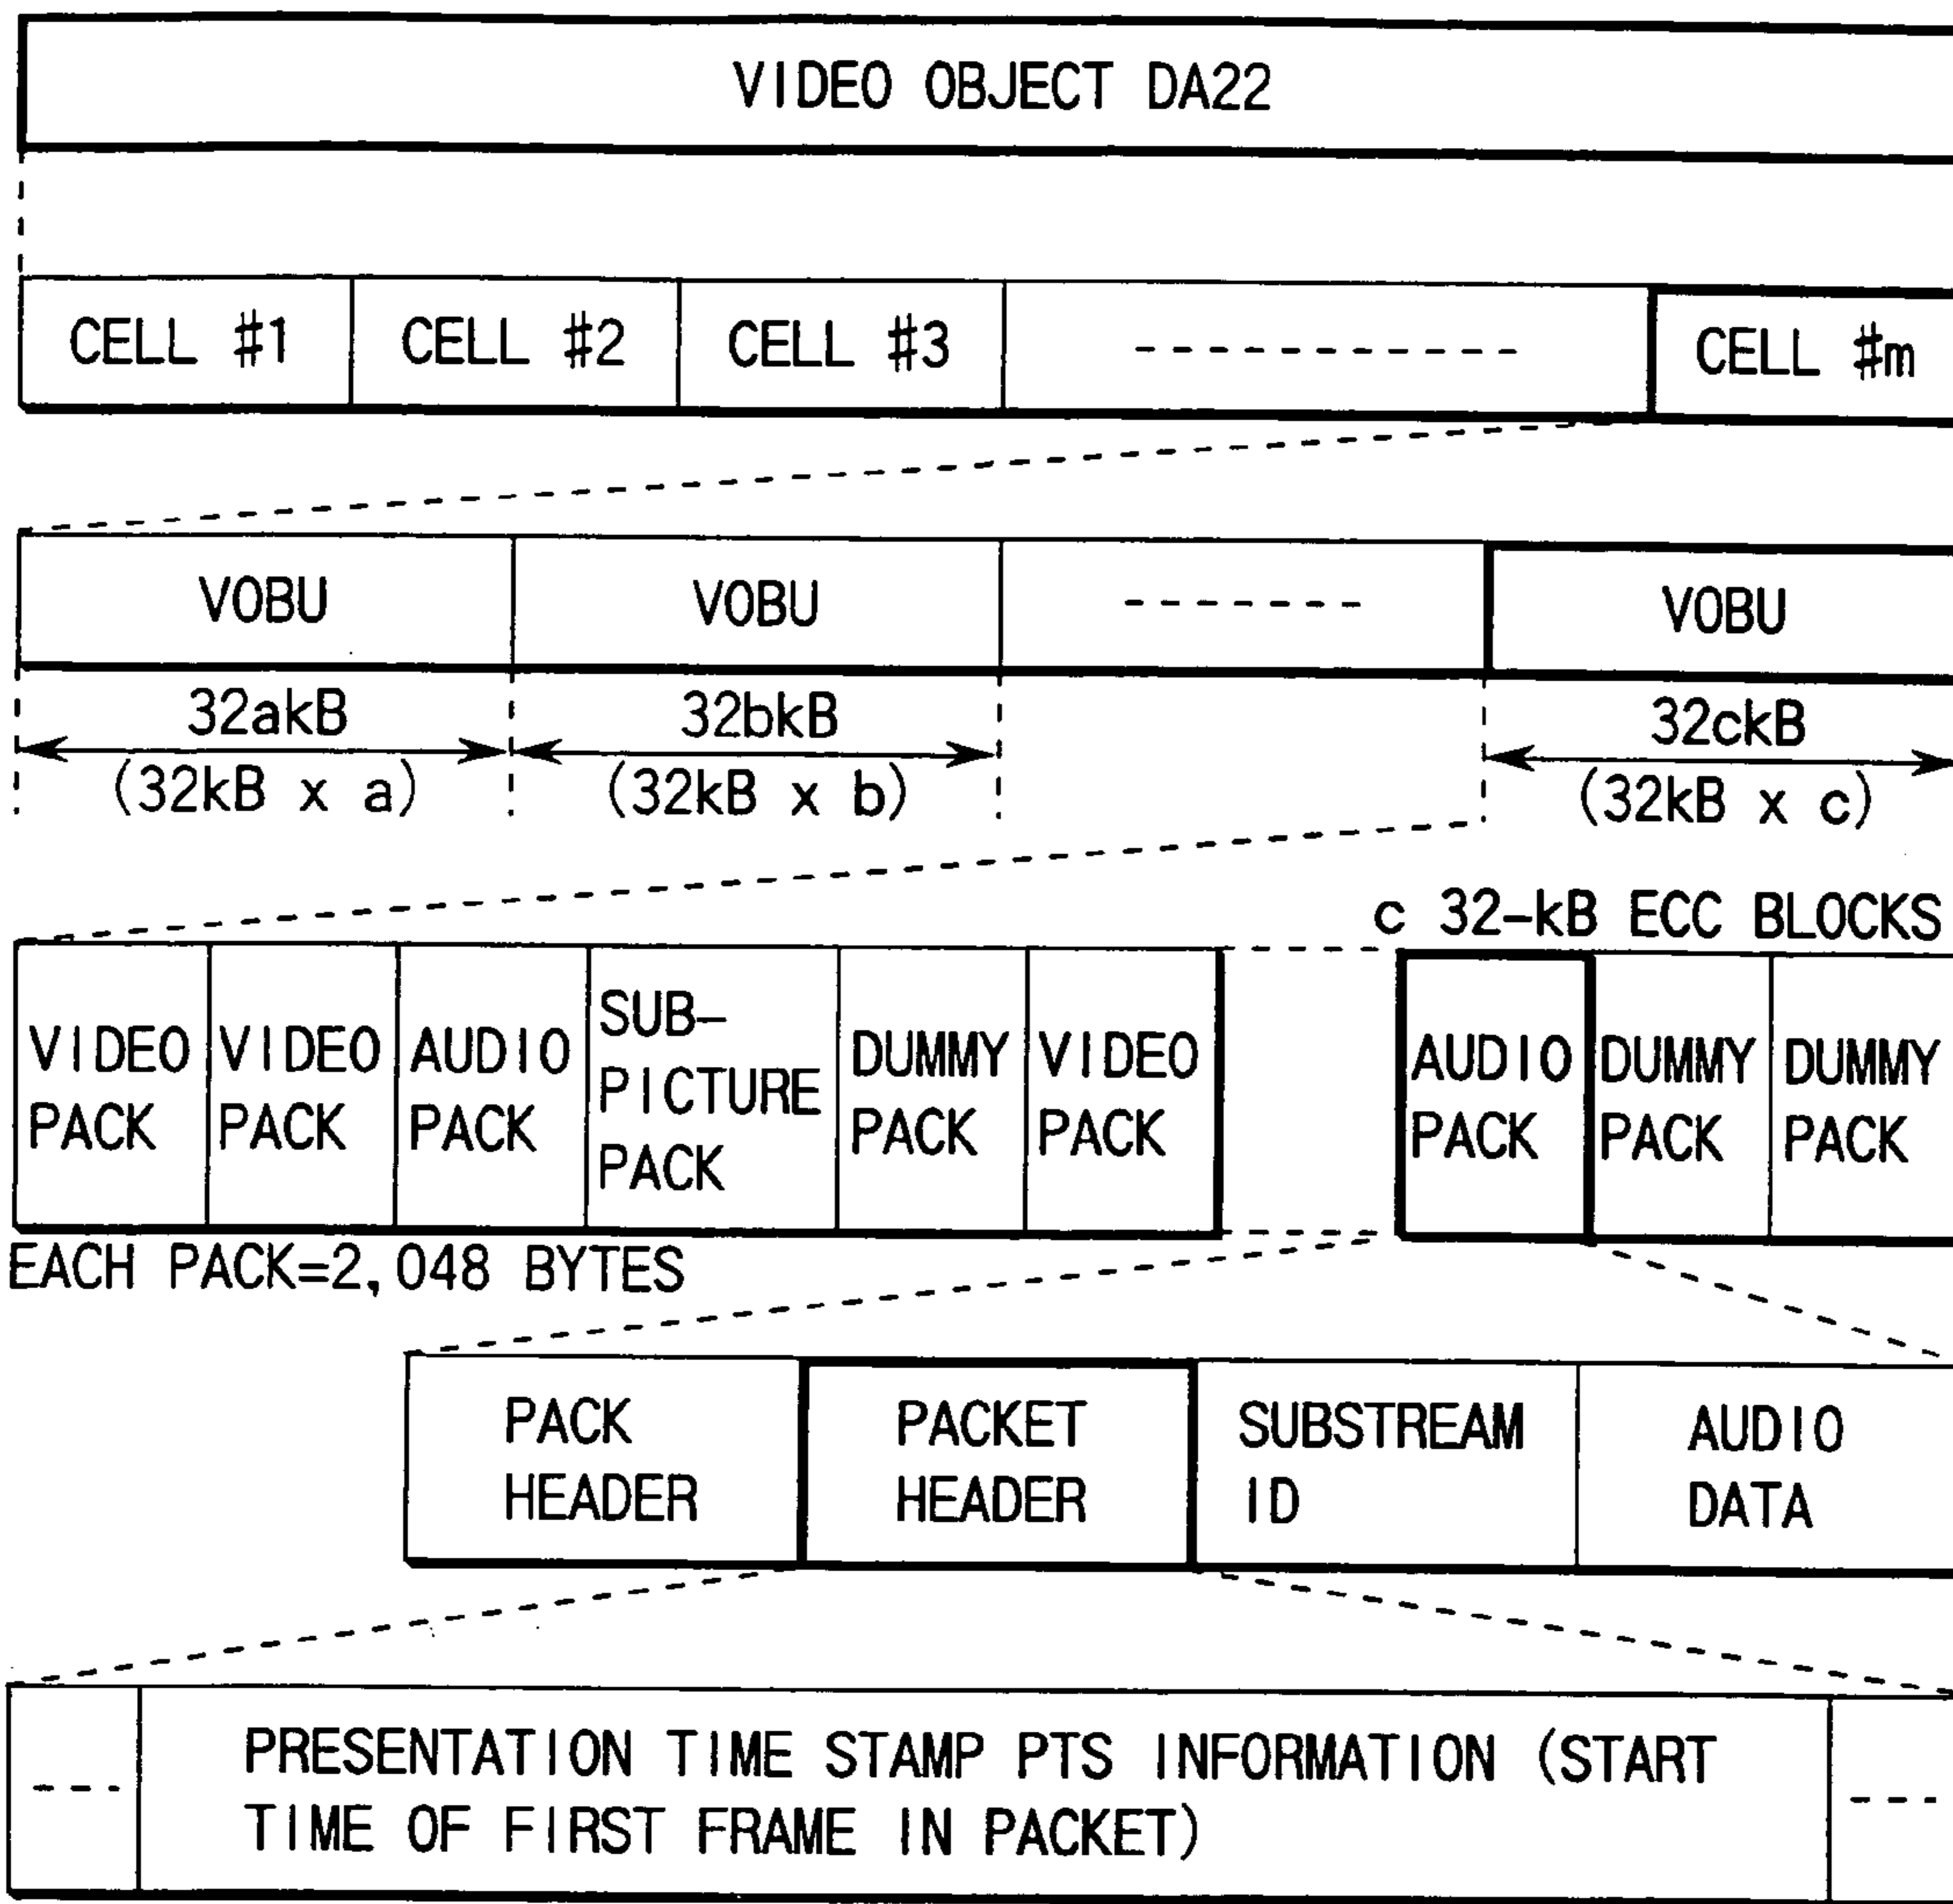 VIDEO OBJECT DA22
CELL #1 CELL #2 CELL #3 ------------- CELL #m
VOBU VOBU ------- VOBU
32akB 32bkB 32ckB
(32kB x a) (32kB x b) (32kB x c)
c 32-kB ECC BLOCKS
VIDEO PACK
VIDEO PACK
AUDIO PACK
SUB-
PICTURE
PACK
DUMMY PACK
VIDEO PACK
AUDIO PACK
DUMMY PACK
DUMMY PACK
EACH PACK=2,048 BYTES
PACK HEADER
PACKET HEADER
SUBSTREAM ID
AUDIO DATA
--- PRESENTATION TIME STAMP PTS INFORMATION (START
TIME OF FIRST FRAME IN PACKET) ---